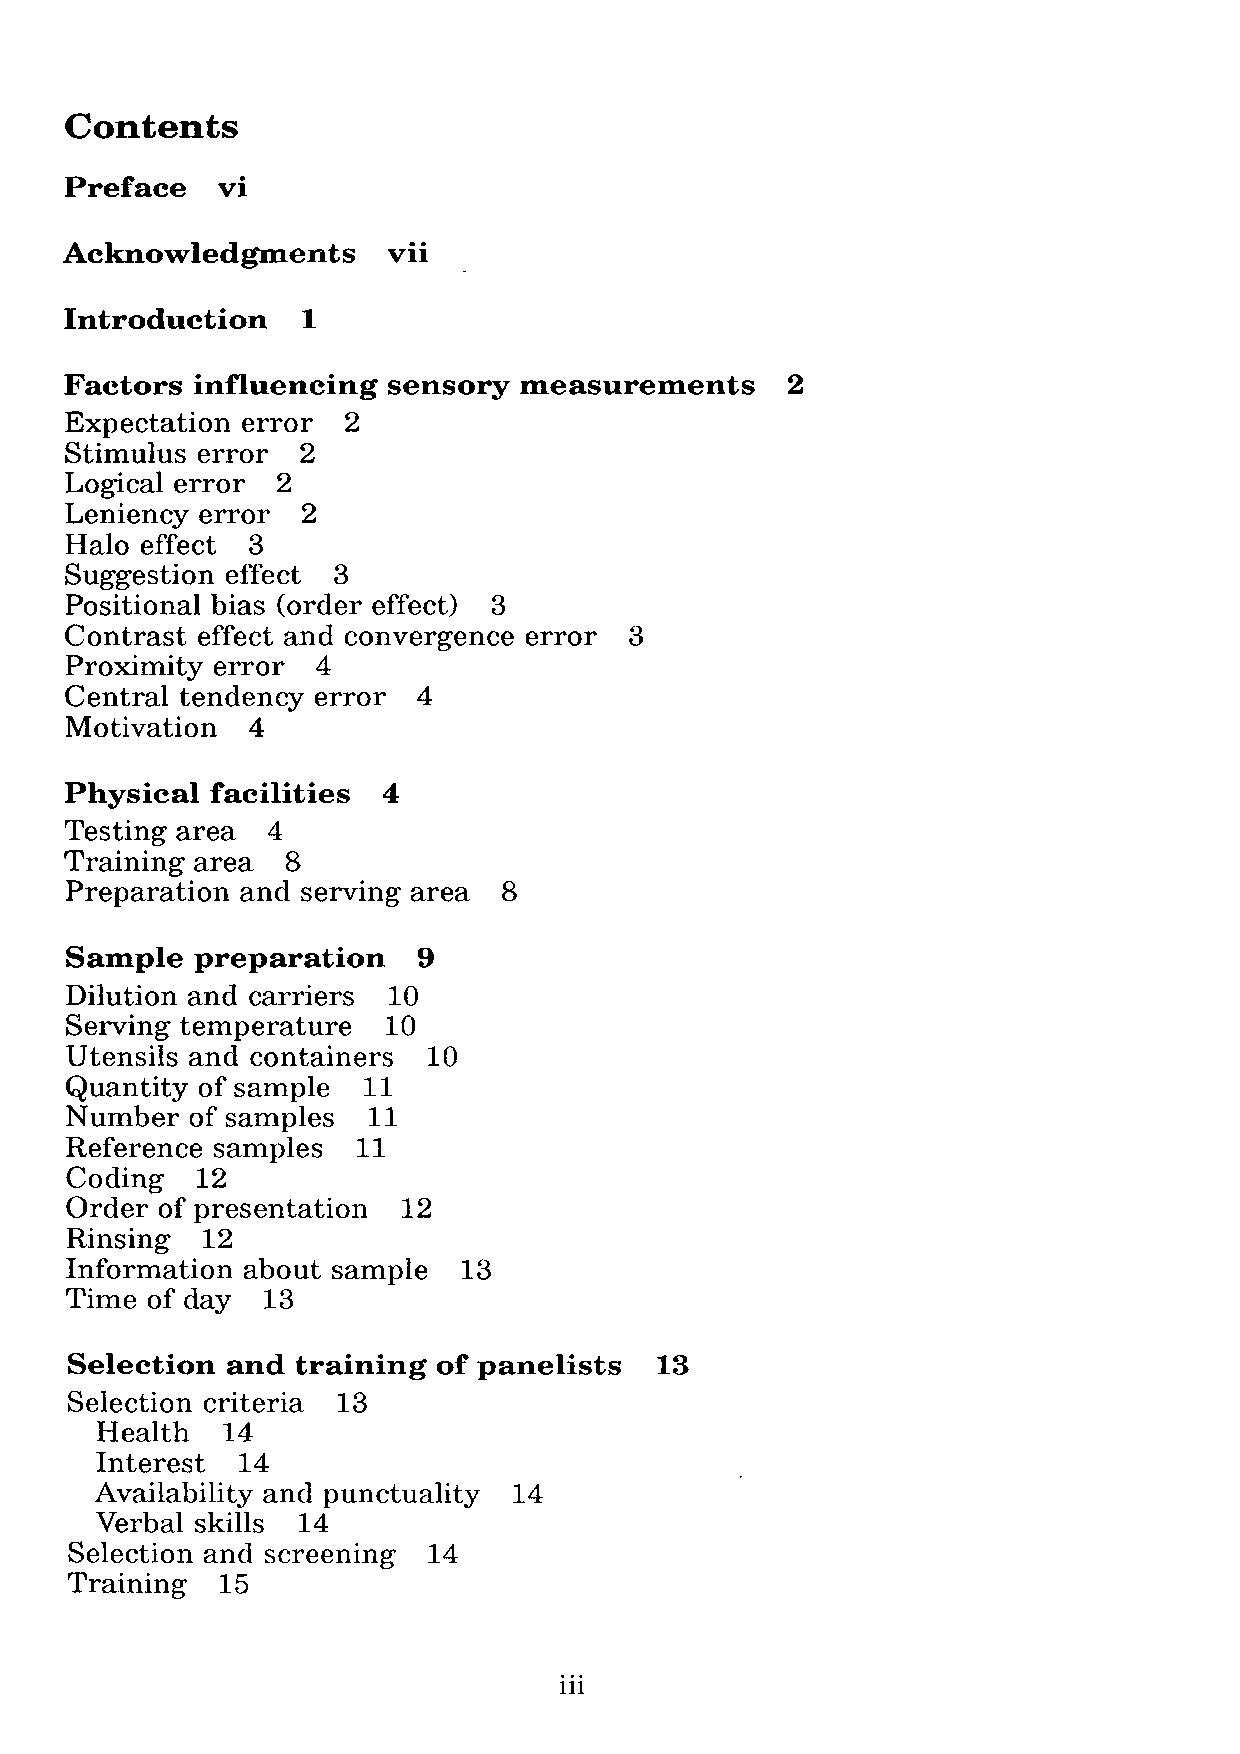 Contents
Preface vi
Acknowledgments vii
Introduction 1
Factors influencing sensory measurements 2
Expectation error 2
Stimulus error 2
Logical error 2
Leniency error 2
Halo effect 3
Suggestion effect 3
Positional bias (order effect) 3
Contrast effect and convergence error 3
Proximity error 4
Central tendency error 4
Motivation 4
Physical facilities 4
Testing area 4
Training area 8
Preparation and serving area 8
Sample preparation 9
Dilution and carriers 10
Serving temperature 10
Utensils and containers 10
Quantity of sample 11
Number of samples 11
Reference samples 11
Coding 12
Order of presentation 12
Rinsing 12
Information about sample 13
Time of day 13
Selection and training of panelists 13
Selection criteria 13
Health 14
Interest 14
Availability and punctuality 14
Verbal skills 14
Selection and screening 14
Training 15
iii